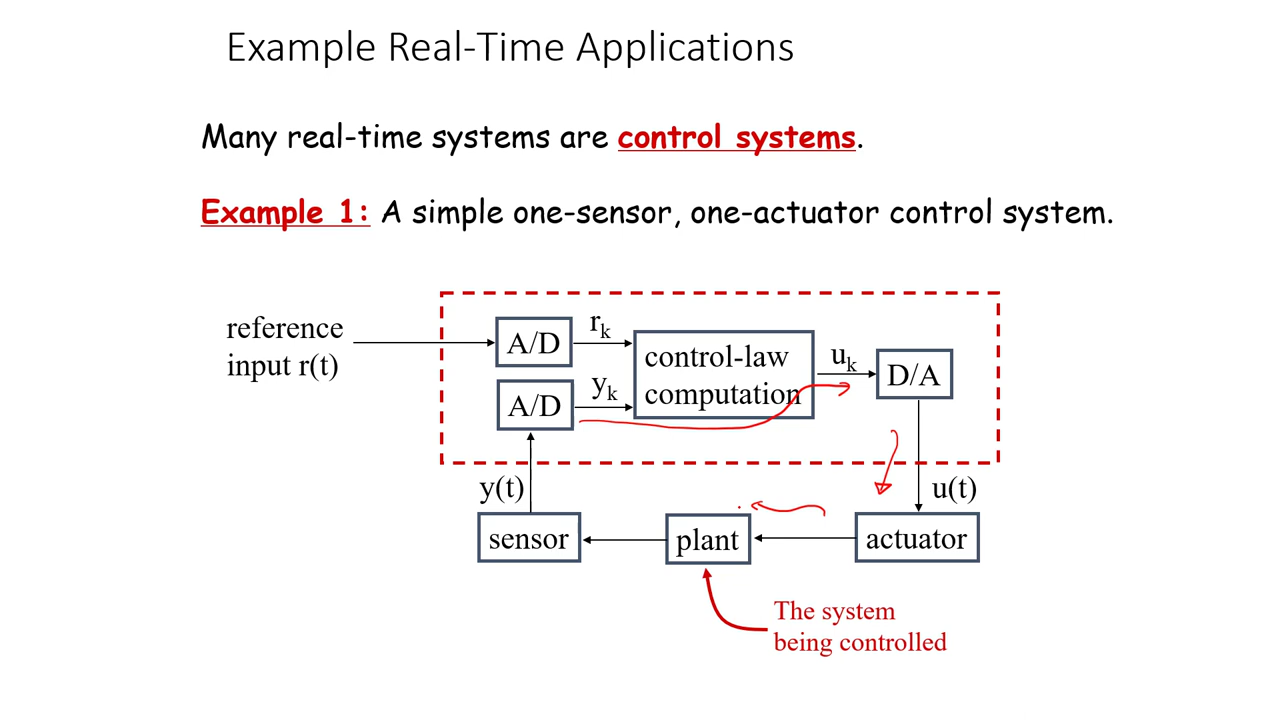 Example Real-Time Applications
Many real-time systems are control systems.
Example 1: A simple one-sensor, one-actuator control system.
reference
input r(t)
A/D
rk
A/D
yk
control-law
computation
uk
D/A
y(t)
u(t)
sensor
plant
actuator
The system
being controlled